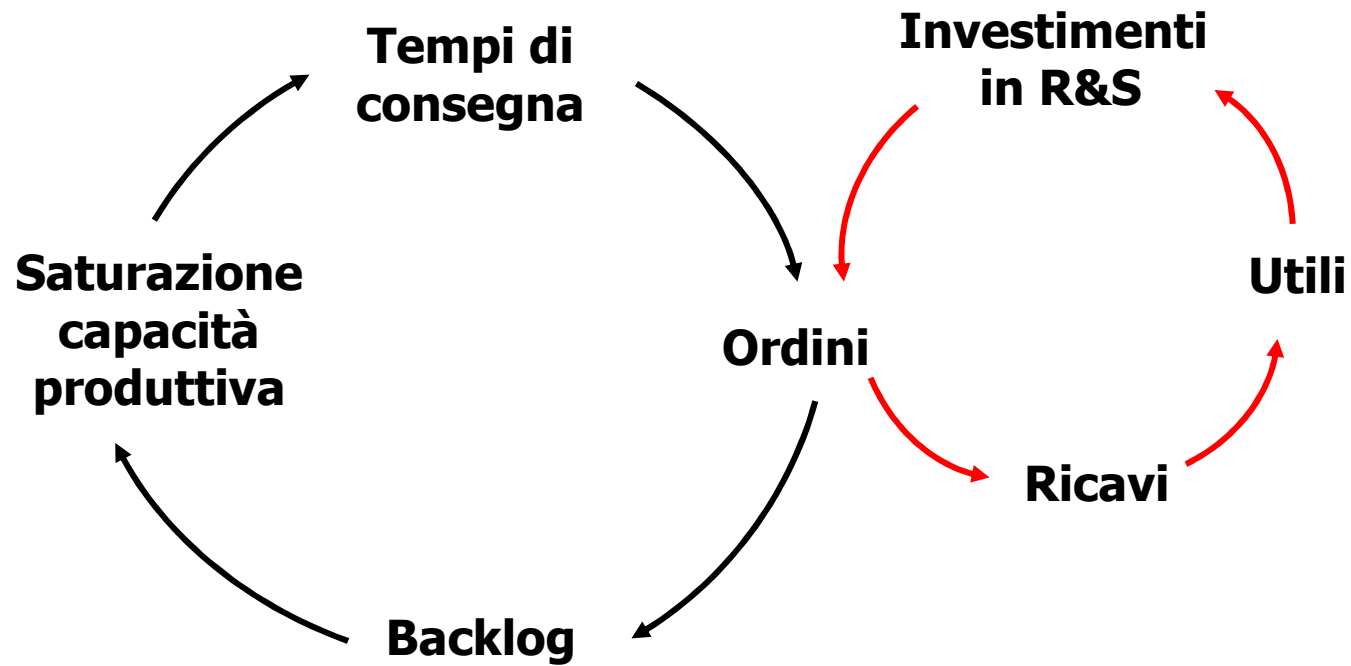 Tempi di
consegna
Investimenti
in R&S
Saturazione
capacità
produttiva
Utili
Ordini
Ricavi
Backlog